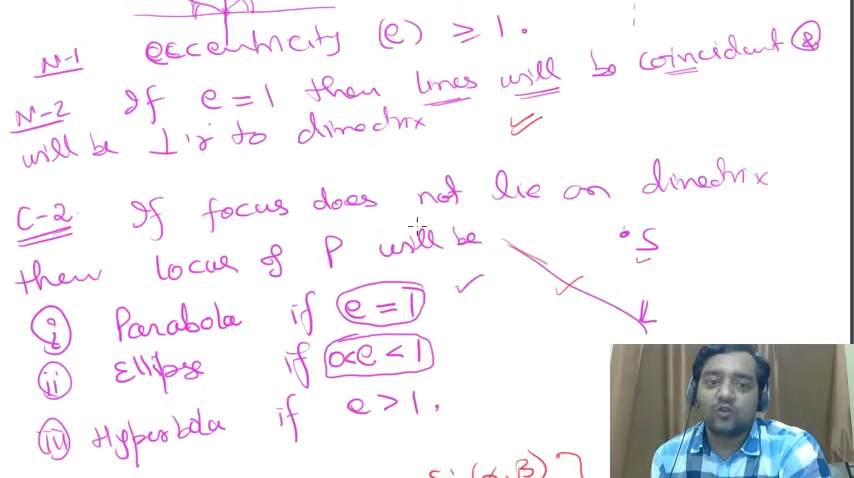 N-1 eccentricity (e) ≥ 1.
N-2 If e = 1 then lines will be coincident &
will be ⊥ir to directrix
C-2 If focus does not lie on directrix
then locus of P will be
•S
(i) Parabola if e = 1
(ii) Ellipse if 0<e < 1
(iii) Hyperbola if e > 1.
S: (α, β)